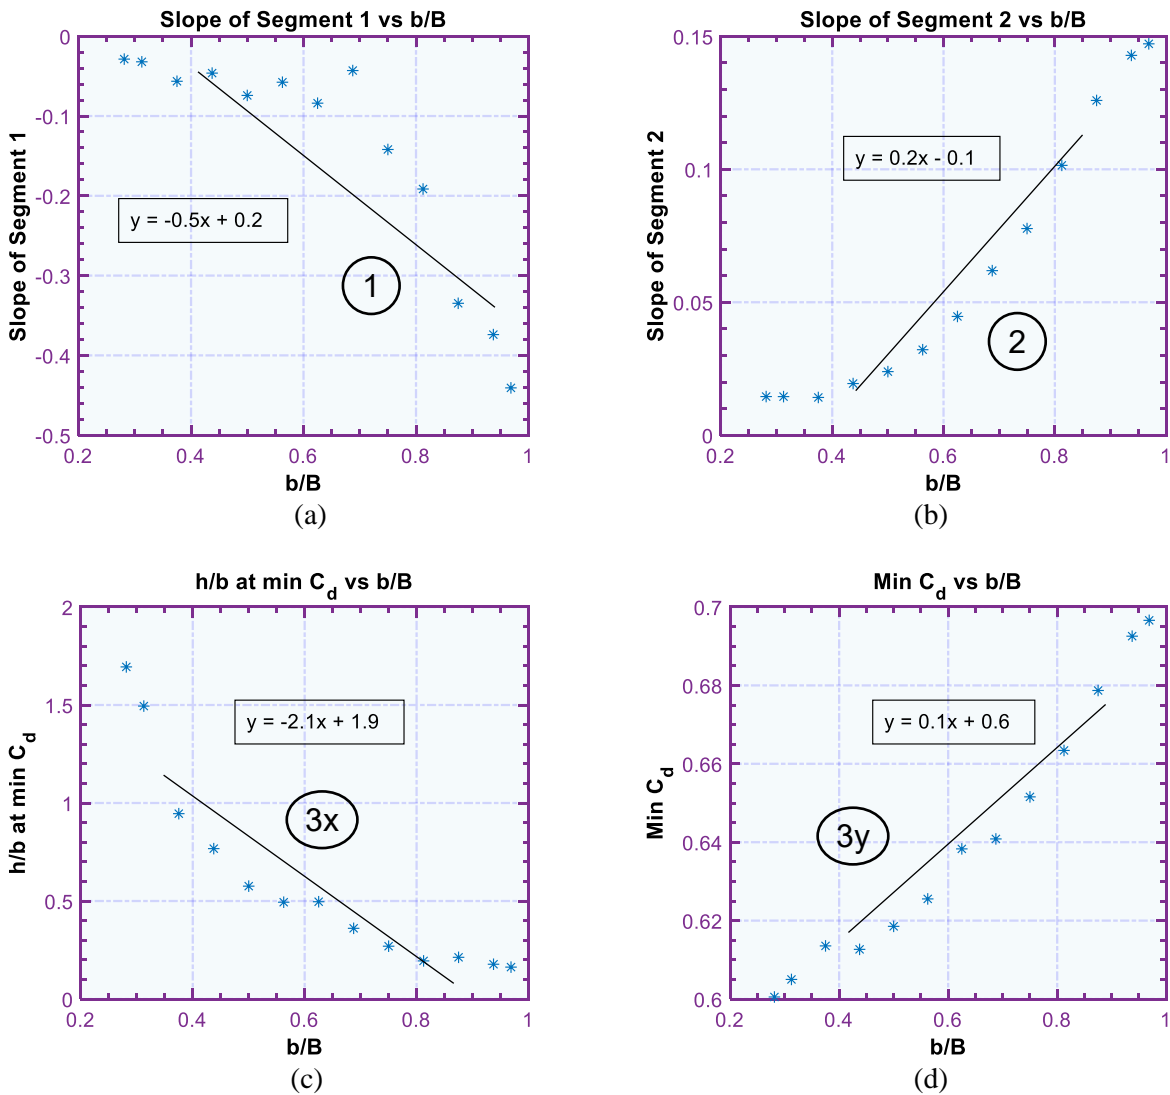 Slope of Segment 1 vs b/B
Slope of Segment 1
0
-0.1
-0.2
-0.3
-0.4
-0.5
y = -0.5x + 0.2
1
0.2
0.4
0.6
0.8
1
b/B
(a)
Slope of Segment 2 vs b/B
Slope of Segment 2
0.15
0.1
0.05
0
y = 0.2x - 0.1
2
0.2
0.4
0.6
0.8
1
b/B
(b)
h/b at min Cd vs b/B
h/b at min Cd
2
1.5
1
0.5
0
y = -2.1x + 1.9
3x
0.2
0.4
0.6
0.8
1
b/B
(c)
Min Cd vs b/B
Min Cd
0.7
0.68
0.66
0.64
0.62
0.6
y = 0.1x + 0.6
3y
0.2
0.4
0.6
0.8
1
b/B
(d)